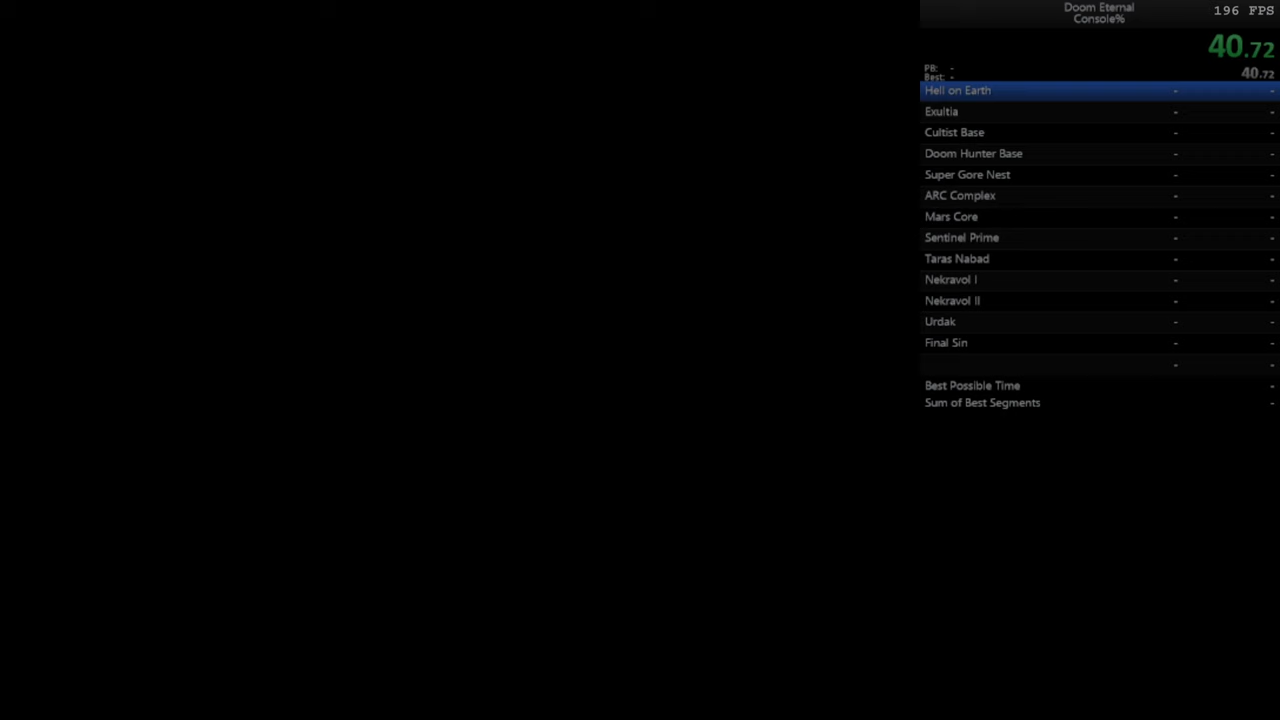 Doom Eternal
Console%
196 FPS
40.72
PB: -
Best: -
40.72
Hell on Earth - -
Exultia - -
Cultist Base - -
Doom Hunter Base - -
Super Gore Nest - -
ARC Complex - -
Mars Core - -
Sentinel Prime - -
Taras Nabad - -
Nekravol I - -
Nekravol II - -
Urdak - -
Final Sin - -
- -
Best Possible Time -
Sum of Best Segments -